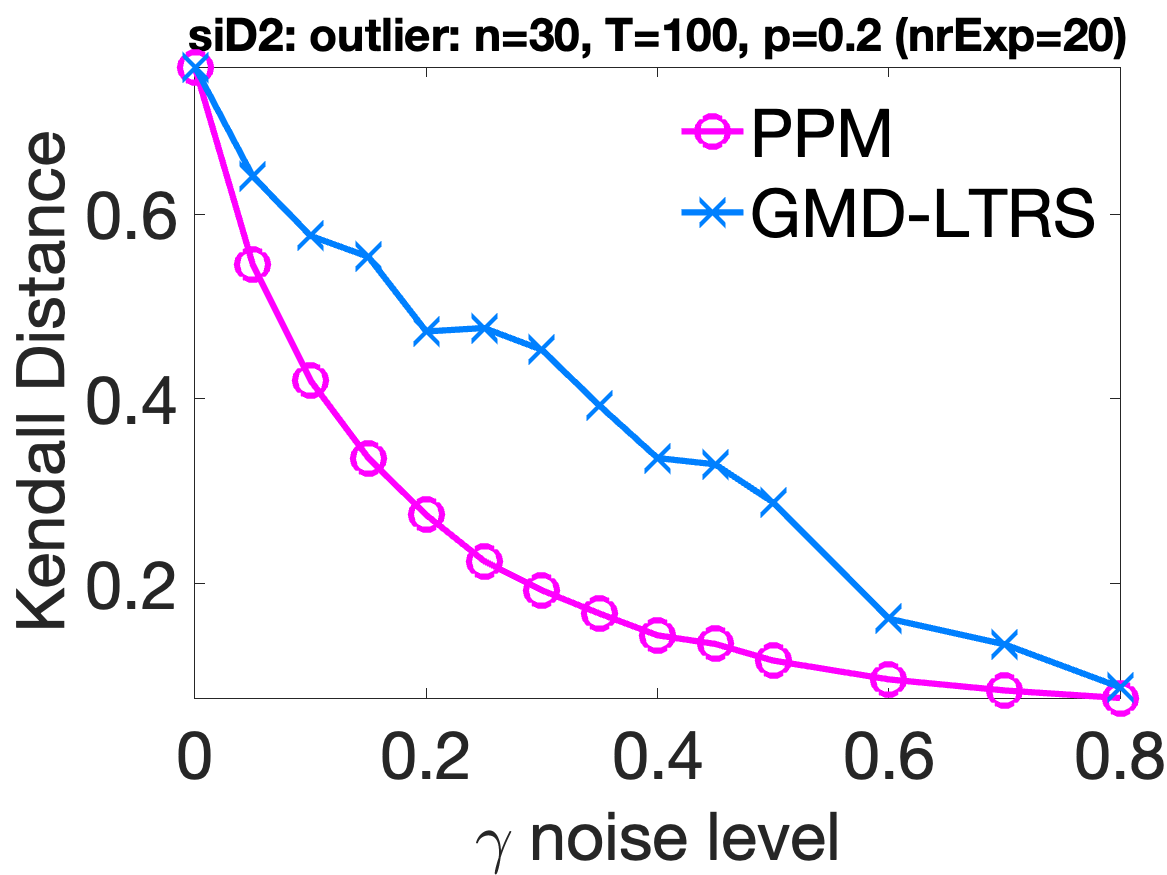 siD2: outlier: n=30, T=100, p=0.2 (nrExp=20)
PPM
GMD-LTRS
Kendall Distance
0.6
0.4
0.2
0 0.2 0.4 0.6 0.8
γ noise level